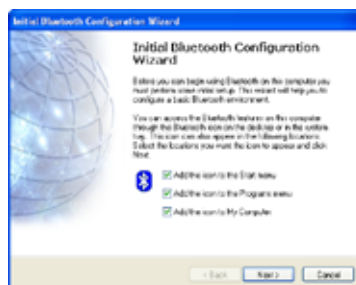 Initial Bluetooth Configuration Wizard
Initial Bluetooth Configuration
Wizard
Before you can begin using Bluetooth on this computer you
must perform some initial setup. This wizard will help you to
configure a basic Bluetooth environment.
You can access the Bluetooth features on this computer
through the Bluetooth icon on the desktop or in the system
tray. This icon can also appear in the following locations.
Select the locations you want the icon to appear and click
Next.
Add the icon to the Start menu
Add the icon to the Programs menu
Add the icon to My Computer
< Back
Next >
Cancel